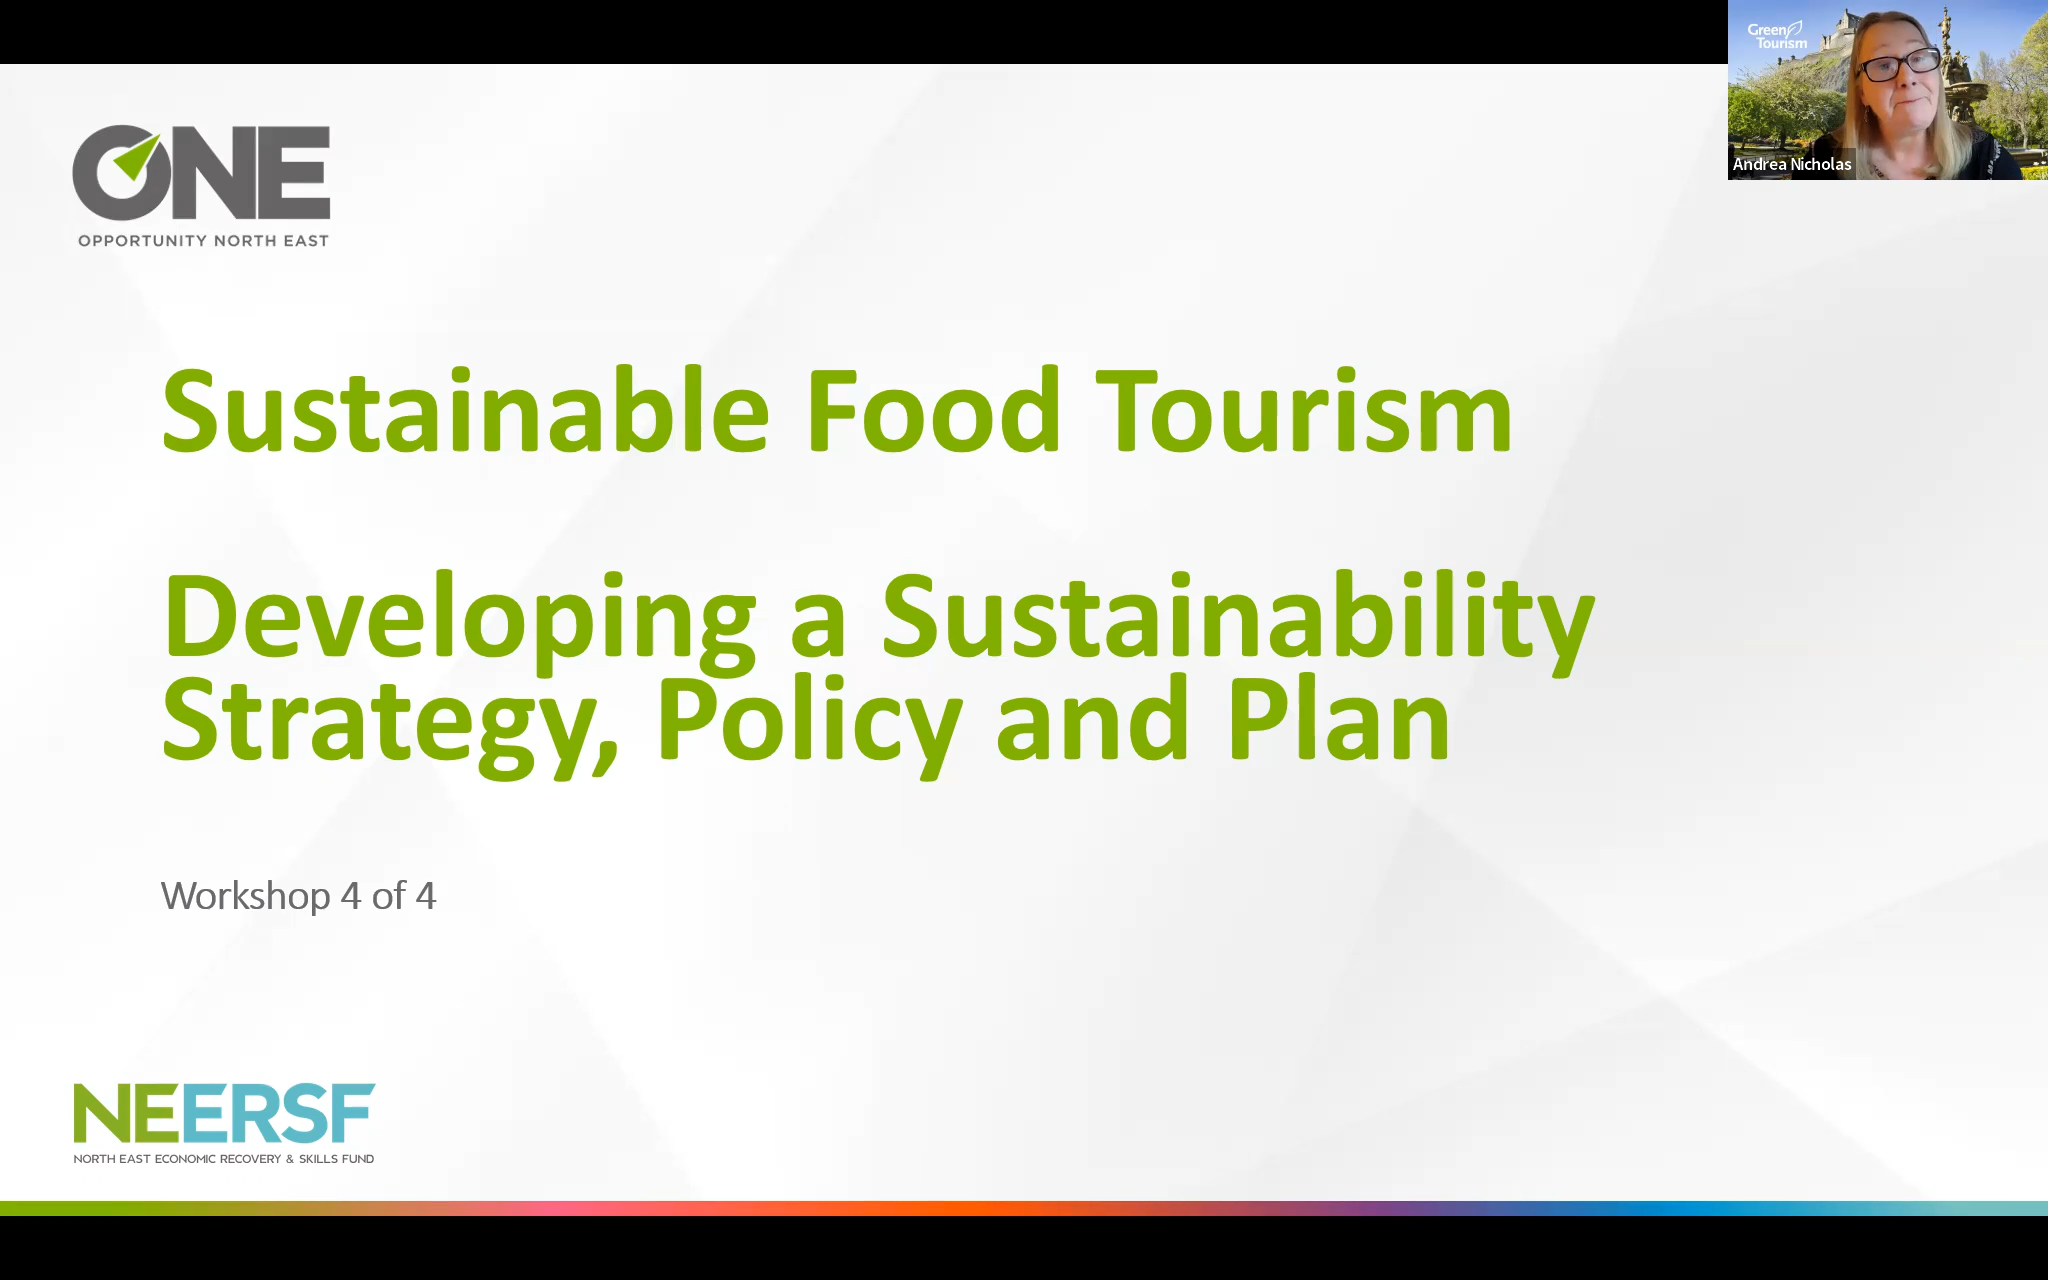 ONE
OPPORTUNITY NORTH EAST
Green
Tourism
Andrea Nicholas
Sustainable Food Tourism
Developing a Sustainability
Strategy, Policy and Plan
Workshop 4 of 4
NEERSF
NORTH EAST ECONOMIC RECOVERY & SKILLS FUND